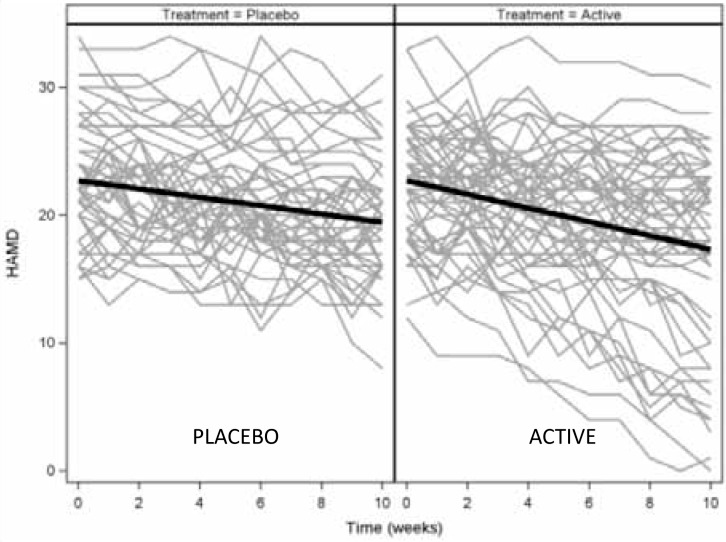 Treatment = Placebo
Treatment = Active
HAMD
30
20
10
0
PLACEBO
ACTIVE
0 2 4 6 8 10
0 2 4 6 8 10
Time (weeks)